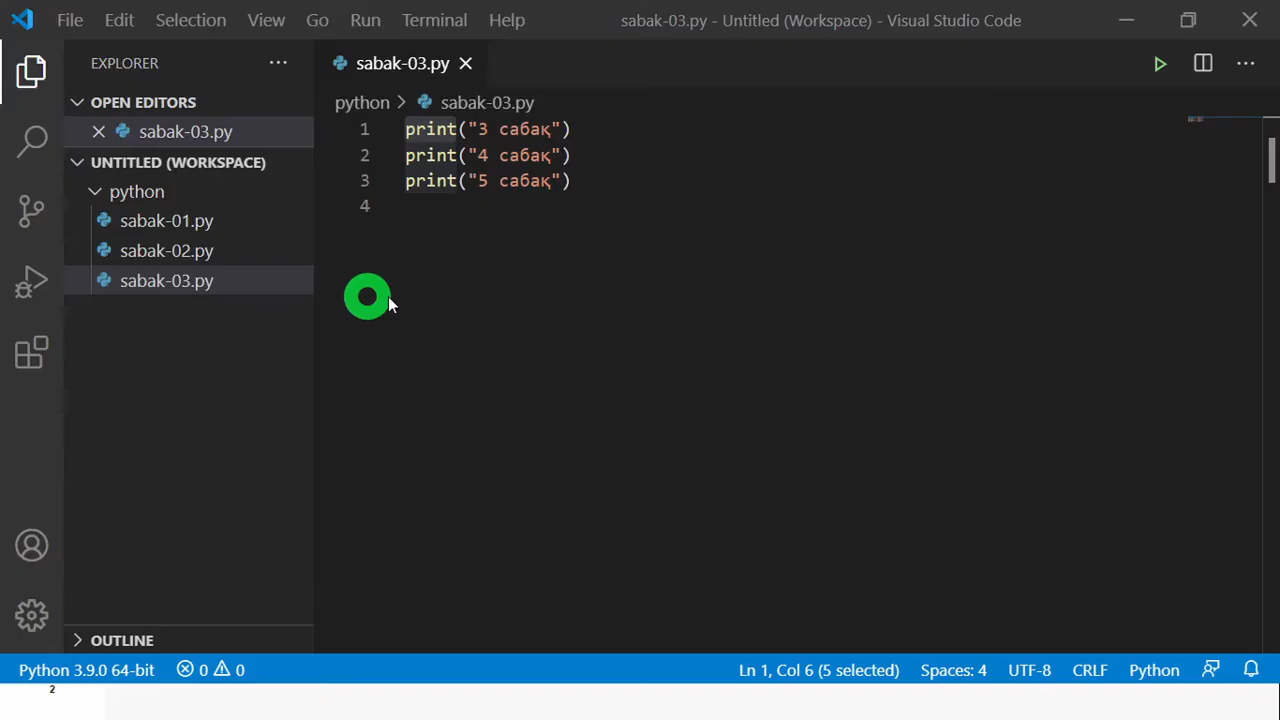 File Edit Selection View Go Run Terminal Help sabak-03.py - Untitled (Workspace) - Visual Studio Code
EXPLORER
OPEN EDITORS
sabak-03.py
UNTITLED (WORKSPACE)
python
sabak-01.py
sabak-02.py
sabak-03.py
OUTLINE
sabak-03.py
python sabak-03.py
1 print("3 сабақ")
2 print("4 сабақ")
3 print("5 сабақ")
4
Python 3.9.0 64-bit 0 0 Ln 1, Col 6 (5 selected) Spaces: 4 UTF-8 CRLF Python
2